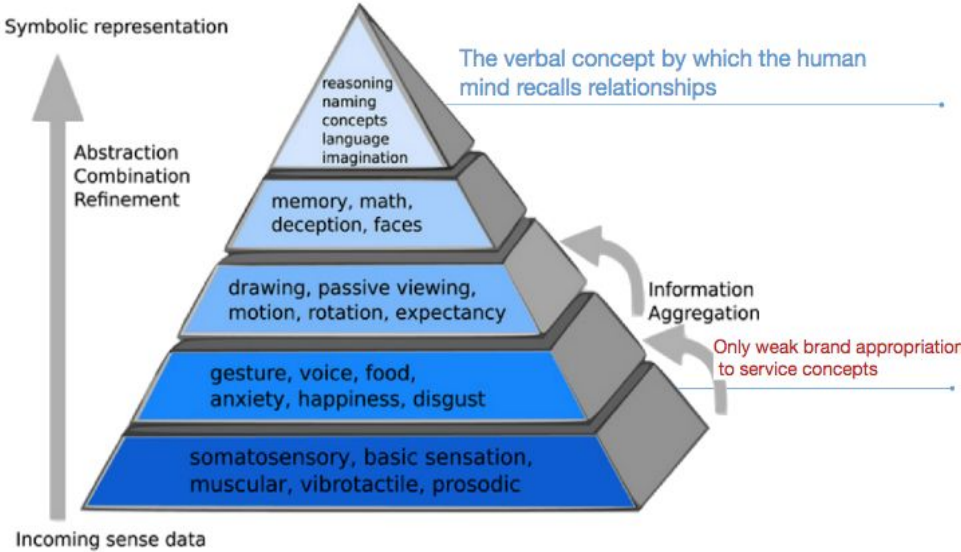 Symbolic representation
The verbal concept by which the human
mind recalls relationships
reasoning
naming
concepts
language
imagination
Abstraction
Combination
Refinement
memory, math,
deception, faces
drawing, passive viewing,
motion, rotation, expectancy
Information
Aggregation
Only weak brand appropriation
to service concepts
gesture, voice, food,
anxiety, happiness, disgust
somatosensory, basic sensation,
muscular, vibrotactile, prosodic
Incoming sense data